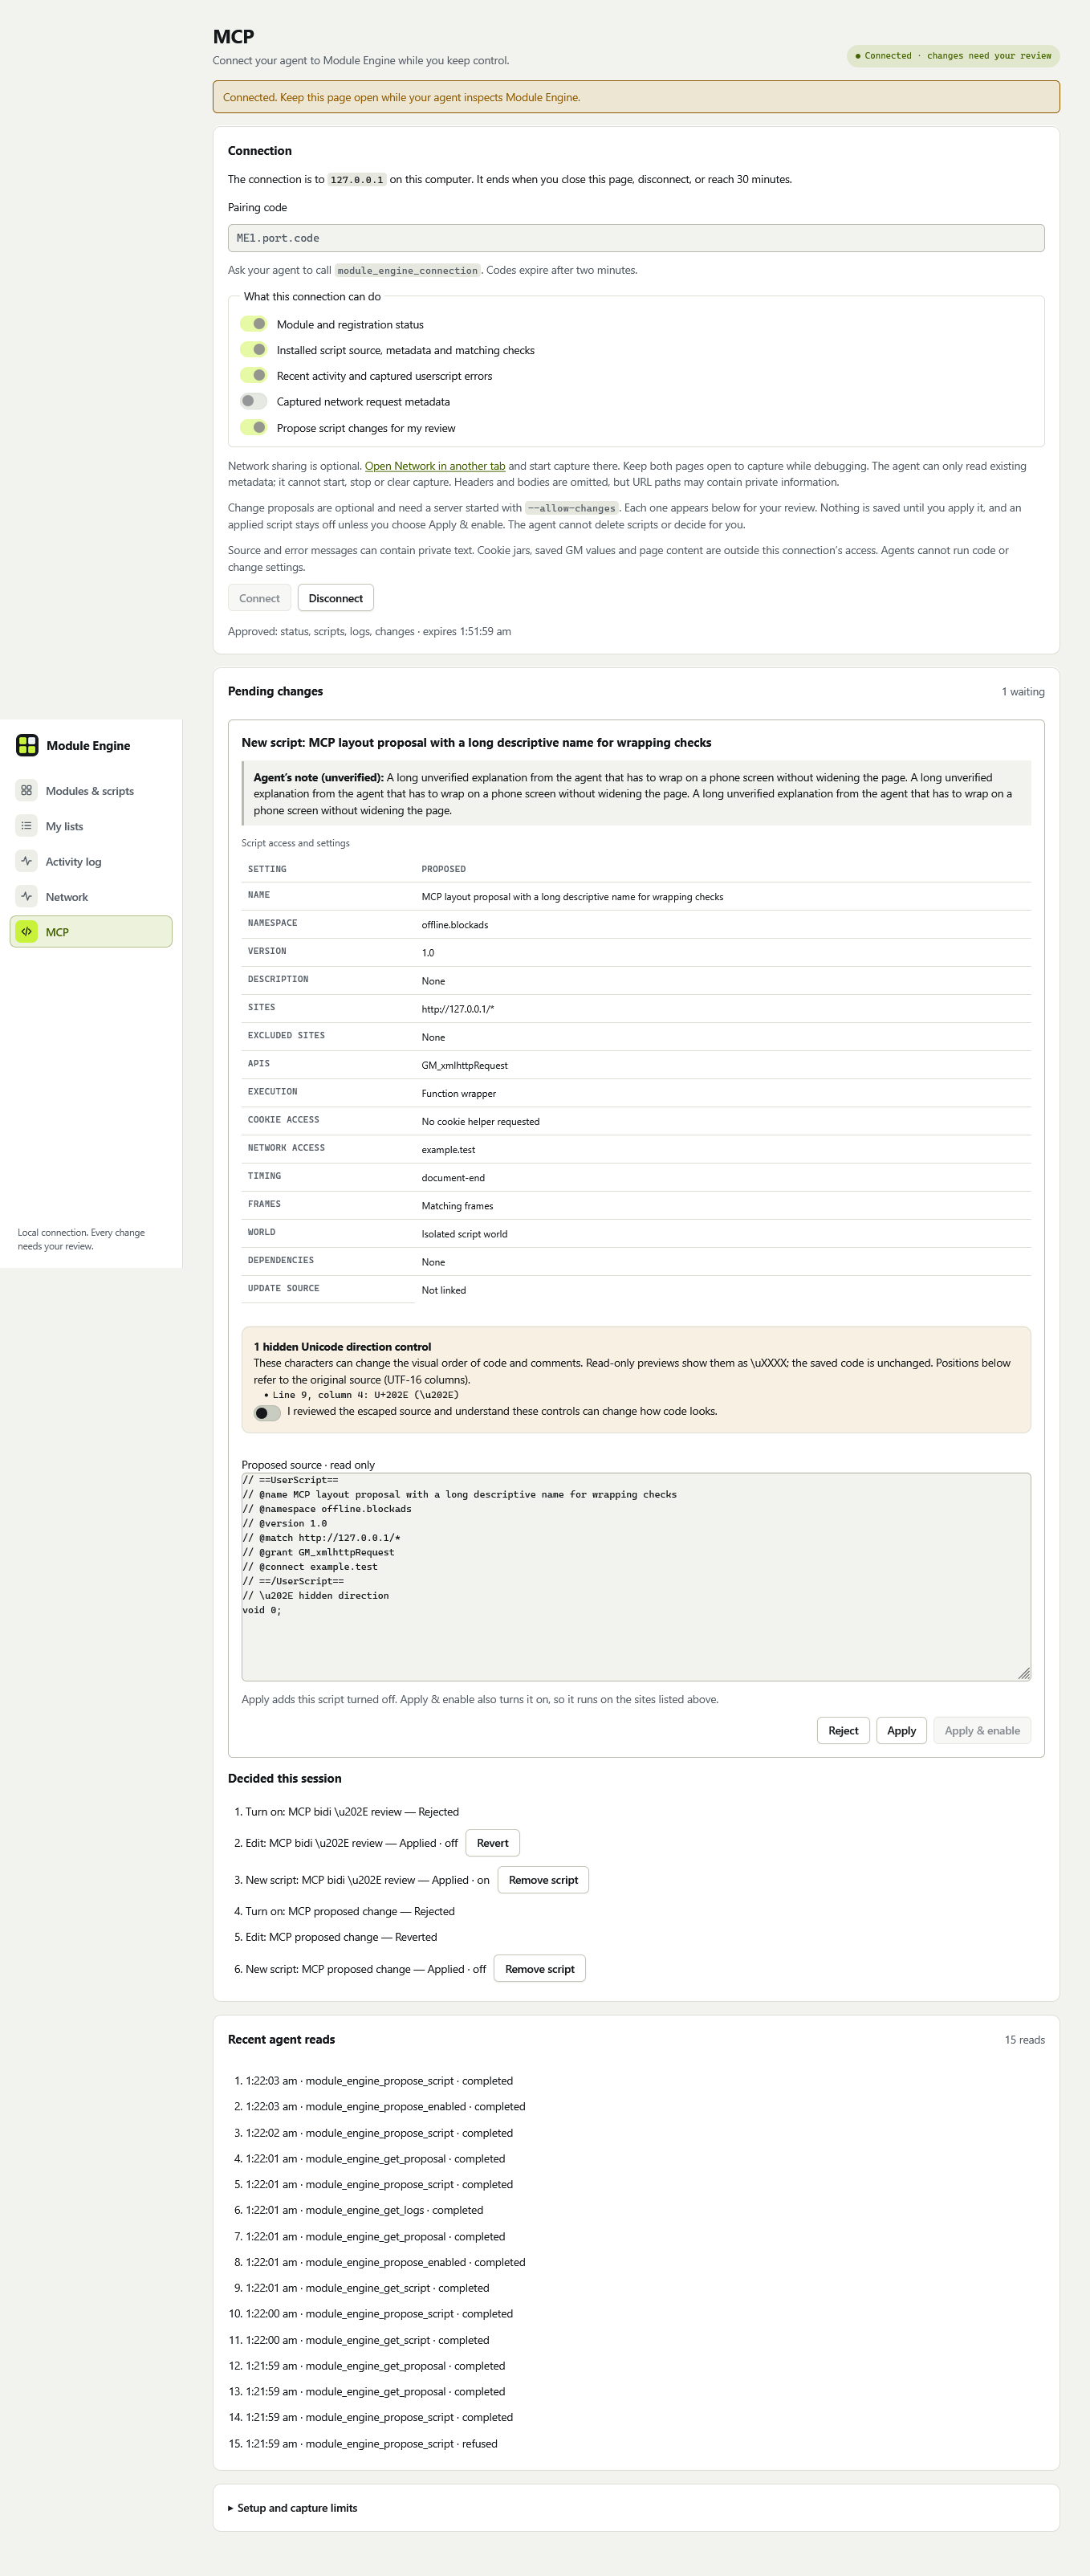 MCP
Connect your agent to Module Engine while you keep control.
● Connected · changes need your review
Connected. Keep this page open while your agent inspects Module Engine.
Connection
The connection is to 127.0.0.1 on this computer. It ends when you close this page, disconnect, or reach 30 minutes.
Pairing code
ME1.port.code
Ask your agent to call module_engine_connection. Codes expire after two minutes.
What this connection can do
Module and registration status
Installed script source, metadata and matching checks
Recent activity and captured userscript errors
Captured network request metadata
Propose script changes for my review
Network sharing is optional. Open Network in another tab and start capture there. Keep both pages open to capture while debugging. The agent can only read existing
metadata; it cannot start, stop or clear capture. Headers and bodies are omitted, but URL paths may contain private information.
Change proposals are optional and need a server started with --allow-changes. Each one appears below for your review. Nothing is saved until you apply it, and an
applied script stays off unless you choose Apply & enable. The agent cannot delete scripts or decide for you.
Source and error messages can contain private text. Cookie jars, saved GM values and page content are outside this connection's access. Agents cannot run code or
change settings.
Connect Disconnect
Approved: status, scripts, logs, changes · expires 1:51:59 am
Module Engine
Modules & scripts
My lists
Activity log
Network
MCP
Local connection. Every change
needs your review.
Pending changes 1 waiting
New script: MCP layout proposal with a long descriptive name for wrapping checks
Agent's note (unverified): A long unverified explanation from the agent that has to wrap on a phone screen without widening the page. A long unverified
explanation from the agent that has to wrap on a phone screen without widening the page. A long unverified explanation from the agent that has to wrap on a
phone screen without widening the page.
Script access and settings
SETTING PROPOSED
NAME MCP layout proposal with a long descriptive name for wrapping checks
NAMESPACE offline.blockads
VERSION 1.0
DESCRIPTION None
SITES http://127.0.0.1/*
EXCLUDED SITES None
APIS GM_xmlhttpRequest
EXECUTION Function wrapper
COOKIE ACCESS No cookie helper requested
NETWORK ACCESS example.test
TIMING document-end
FRAMES Matching frames
WORLD Isolated script world
DEPENDENCIES None
UPDATE SOURCE Not linked
1 hidden Unicode direction control
These characters can change the visual order of code and comments. Read-only previews show them as \uXXXX; the saved code is unchanged. Positions below
refer to the original source (UTF-16 columns).
• Line 9, column 4: U+202E (\u202E)
I reviewed the escaped source and understand these controls can change how code looks.
Proposed source · read only
// ==UserScript==
// @name MCP layout proposal with a long descriptive name for wrapping checks
// @namespace offline.blockads
// @version 1.0
// @match http://127.0.0.1/*
// @grant GM_xmlhttpRequest
// @connect example.test
// ==/UserScript==
// \u202E hidden direction
void 0;
Apply adds this script turned off. Apply & enable also turns it on, so it runs on the sites listed above.
Reject Apply Apply & enable
Decided this session
1. Turn on: MCP bidi \u202E review — Rejected
2. Edit: MCP bidi \u202E review — Applied · off Revert
3. New script: MCP bidi \u202E review — Applied · on Remove script
4. Turn on: MCP proposed change — Rejected
5. Edit: MCP proposed change — Reverted
6. New script: MCP proposed change — Applied · off Remove script
Recent agent reads 15 reads
1. 1:22:03 am · module_engine_propose_script · completed
2. 1:22:03 am · module_engine_propose_enabled · completed
3. 1:22:02 am · module_engine_propose_script · completed
4. 1:22:01 am · module_engine_get_proposal · completed
5. 1:22:01 am · module_engine_propose_script · completed
6. 1:22:01 am · module_engine_get_logs · completed
7. 1:22:01 am · module_engine_get_proposal · completed
8. 1:22:01 am · module_engine_propose_enabled · completed
9. 1:22:01 am · module_engine_get_script · completed
10. 1:22:00 am · module_engine_propose_script · completed
11. 1:22:00 am · module_engine_get_script · completed
12. 1:21:59 am · module_engine_get_proposal · completed
13. 1:21:59 am · module_engine_get_proposal · completed
14. 1:21:59 am · module_engine_propose_script · completed
15. 1:21:59 am · module_engine_propose_script · refused
▸ Setup and capture limits